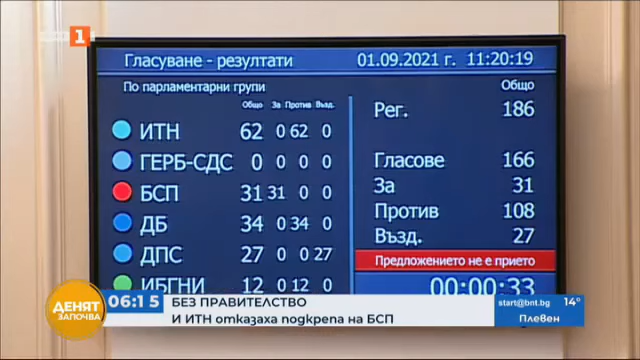 БНТ 1
Гласуване - резултати 01.09.2021 г. 11:20:19
По парламентарни групи
Общо За Против Възд.
ИТН 62 0 62 0
ГЕРБ-СДС 0 0 0 0
БСП 31 31 0 0
ДБ 34 0 34 0
ДПС 27 0 0 27
ИБГНИ 12 0 12 0
Общо
Рег. 186
Гласове 166
За 31
Против 108
Възд. 27
Предложението не е прието
00:00:33
ДЕНЯТ
ЗАПОЧВА
06:15
БЕЗ ПРАВИТЕЛСТВО
И ИТН отказаха подкрепа на БСП
start@bnt.bg 14°
Плевен